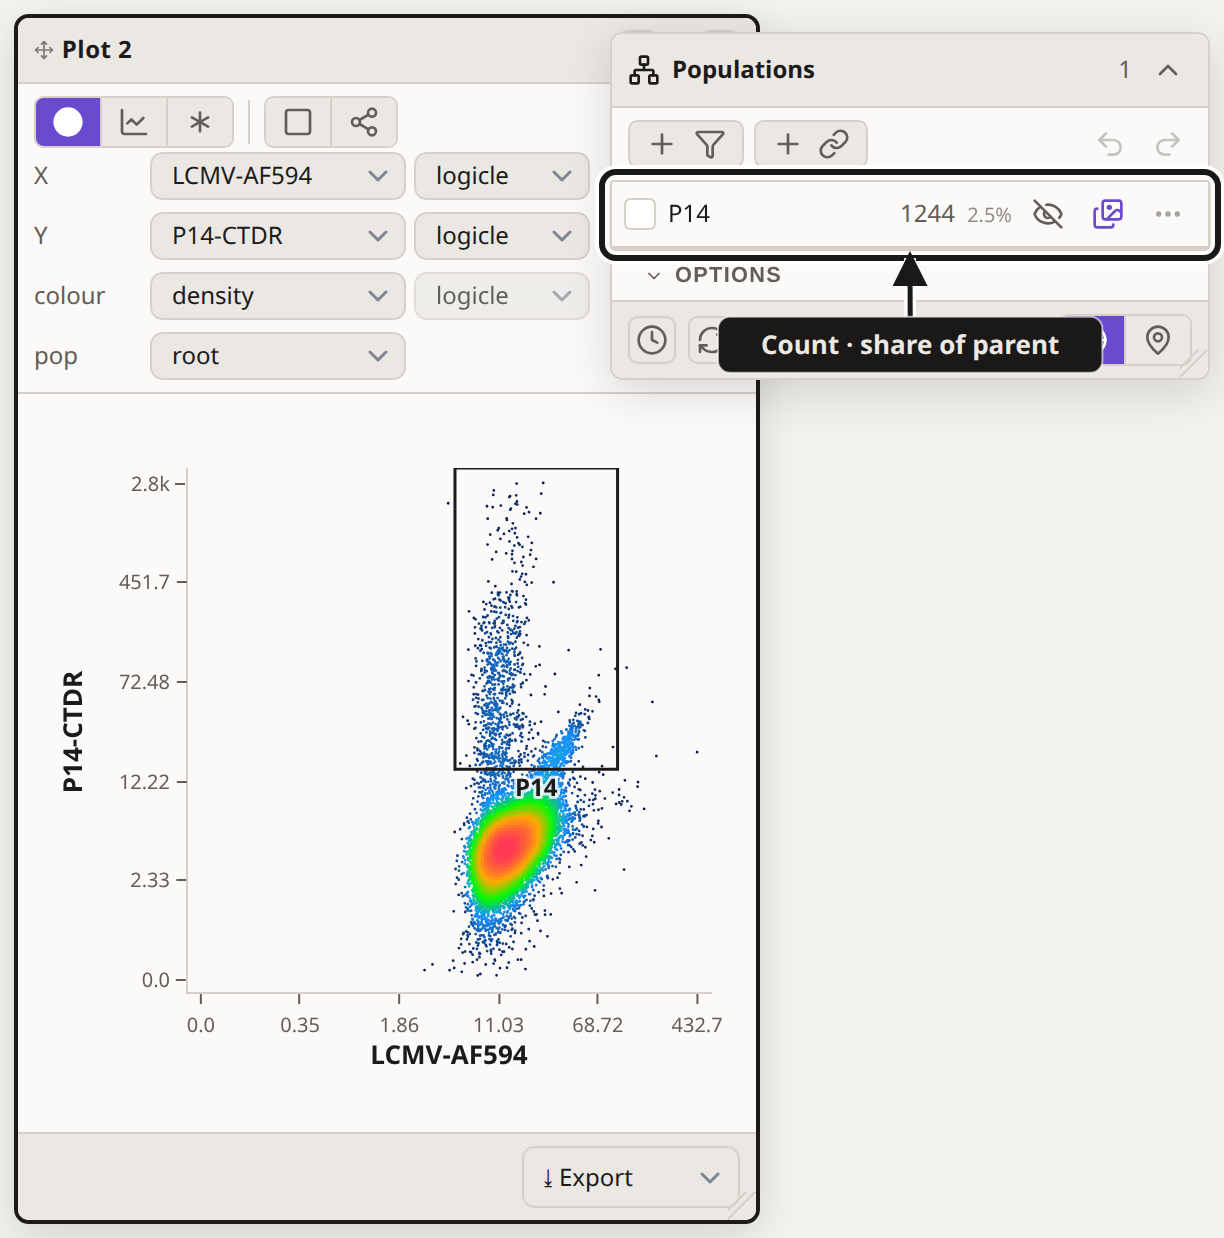 Plot 2
Populations 1
X LCMV-AF594 logicle
Y P14-CTDR logicle
colour density logicle
pop root
P14 1244 2.5%
OPTIONS
Count · share of parent
2.8k
451.7
72.48
12.22
2.33
0.0
P14-CTDR
P14
0.0 0.35 1.86 11.03 68.72 432.7
LCMV-AF594
Export